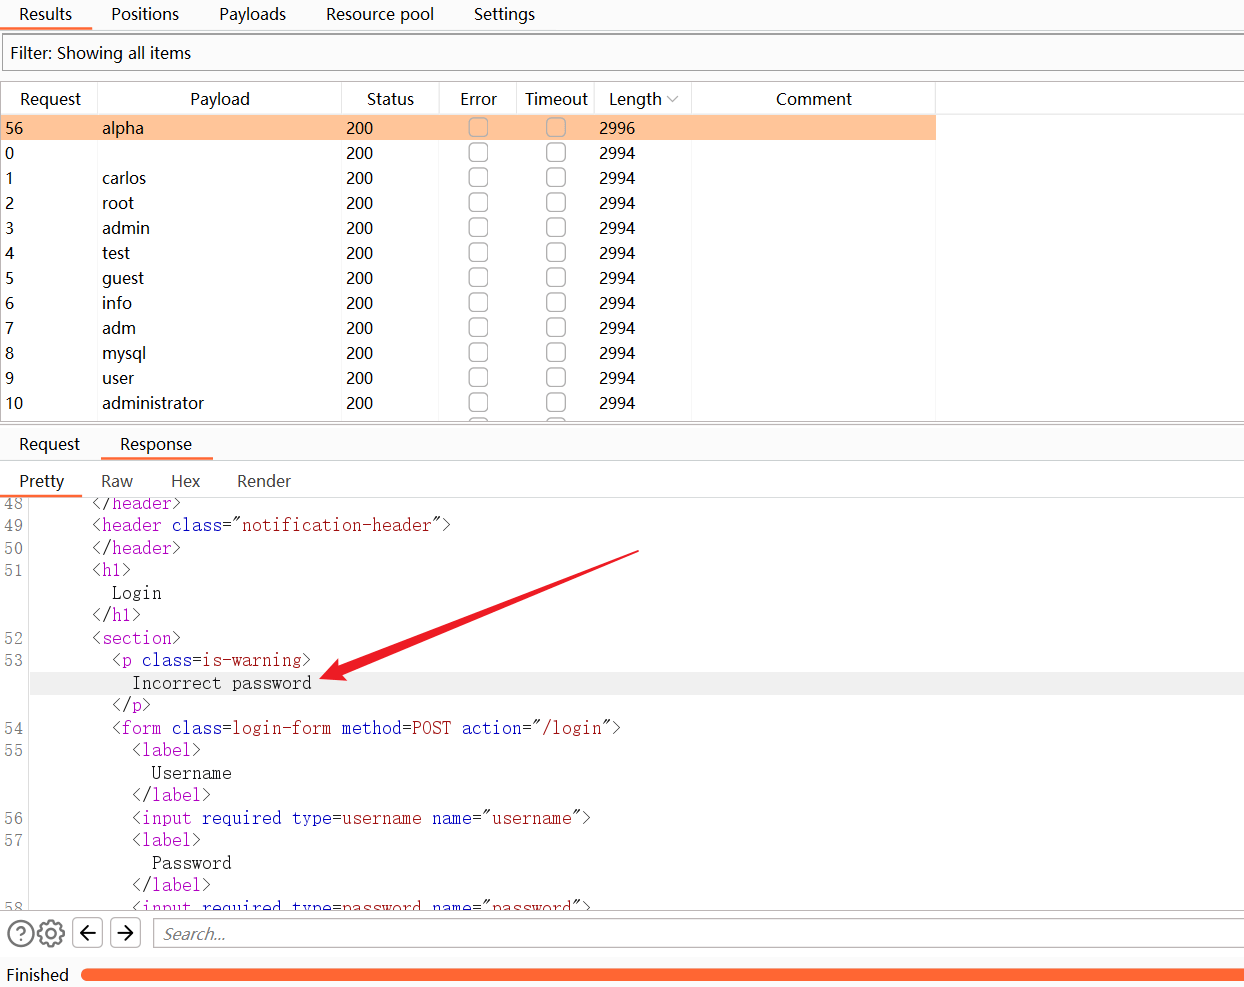 Results Positions Payloads Resource pool Settings
Filter: Showing all items
Request Payload Status Error Timeout Length Comment
56 alpha 200 2996
0 200 2994
1 carlos 200 2994
2 root 200 2994
3 admin 200 2994
4 test 200 2994
5 guest 200 2994
6 info 200 2994
7 adm 200 2994
8 mysql 200 2994
9 user 200 2994
10 administrator 200 2994
Request Response
Pretty Raw Hex Render
48 </header>
49 <header class="notification-header">
50 </header>
51 <h1>
Login
</h1>
52 <section>
53 <p class=is-warning>
Incorrect password
</p>
54 <form class=login-form method=POST action="/login">
55 <label>
Username
</label>
56 <input required type=username name="username">
57 <label>
Password
</label>
58 <input required type=password name="password">
Search...
Finished